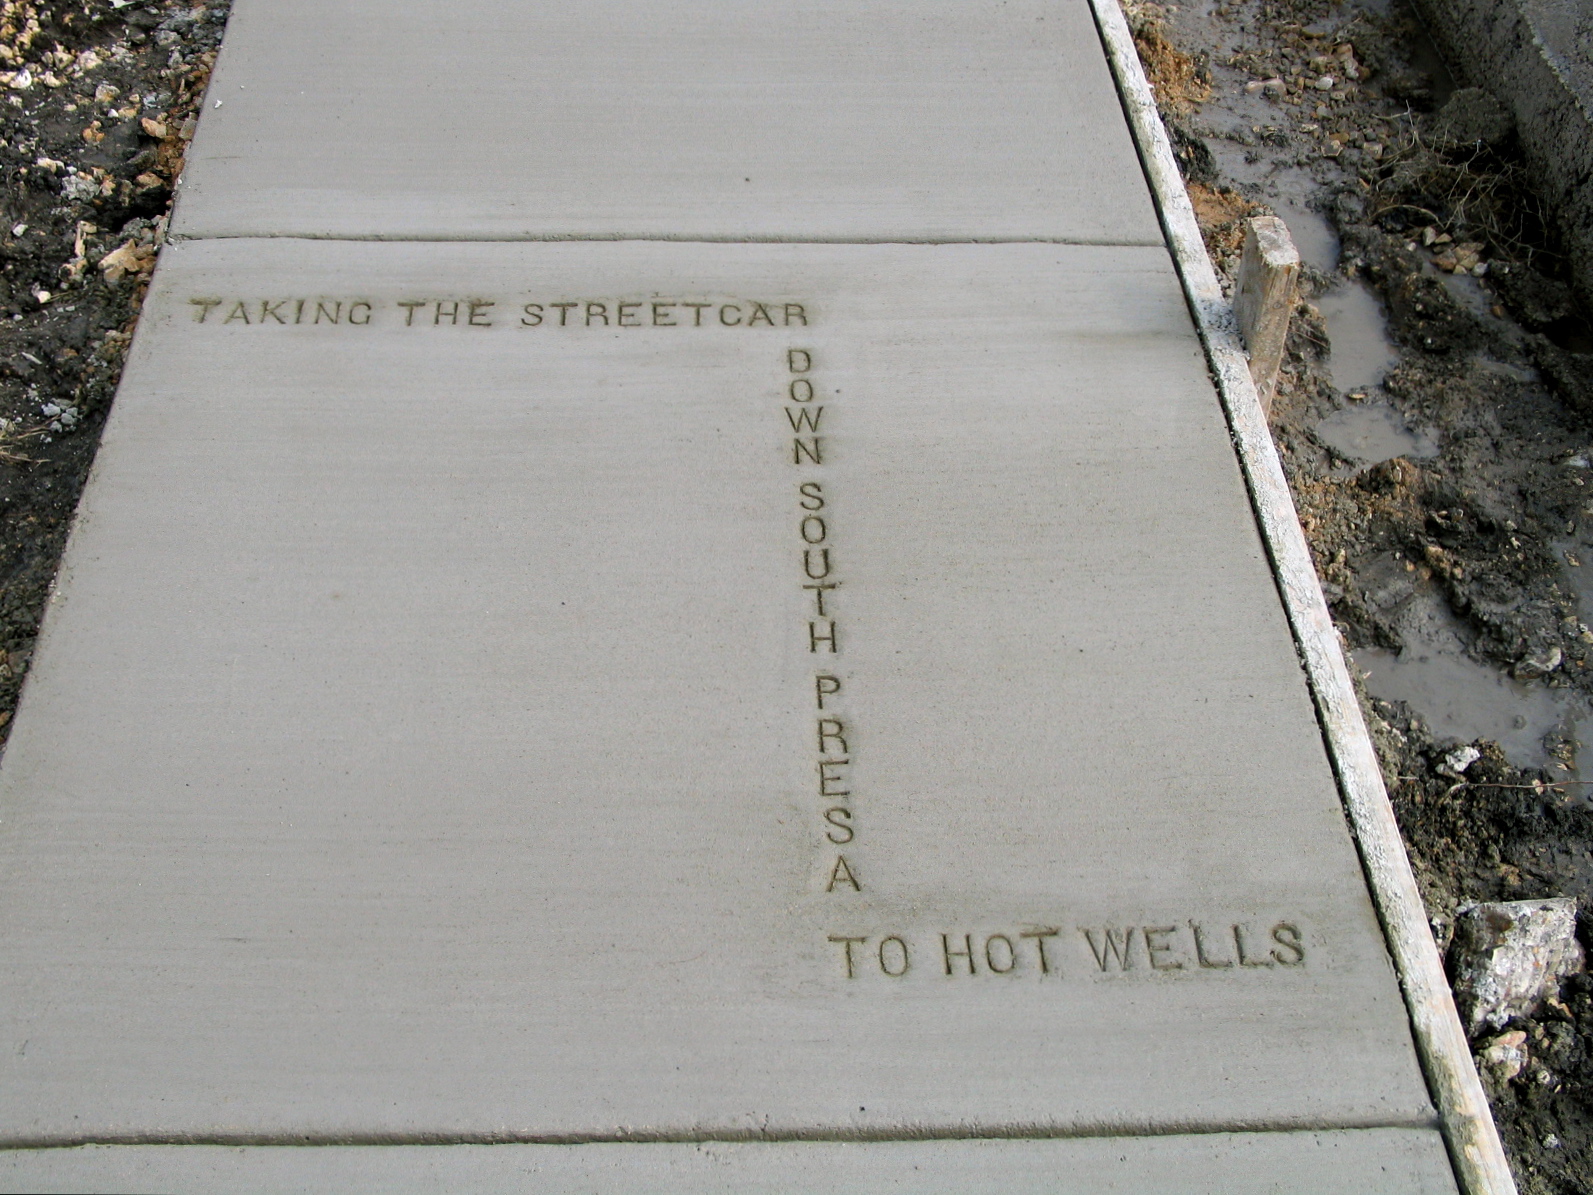 TAKING THE STREETCAR
DOWN SOUTH PRESA
TO HOT WELLS